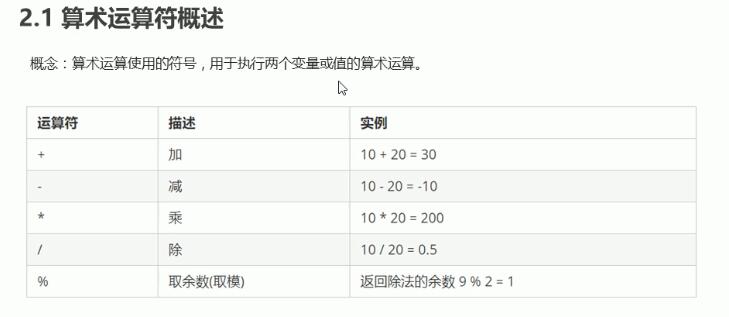 2.1 算术运算符概述
概念：算术运算使用的符号，用于执行两个变量或值的算术运算。
运算符 描述 实例
+ 加 10 + 20 = 30
- 减 10 - 20 = -10
* 乘 10 * 20 = 200
/ 除 10 / 20 = 0.5
% 取余数(取模) 返回除法的余数 9 % 2 = 1